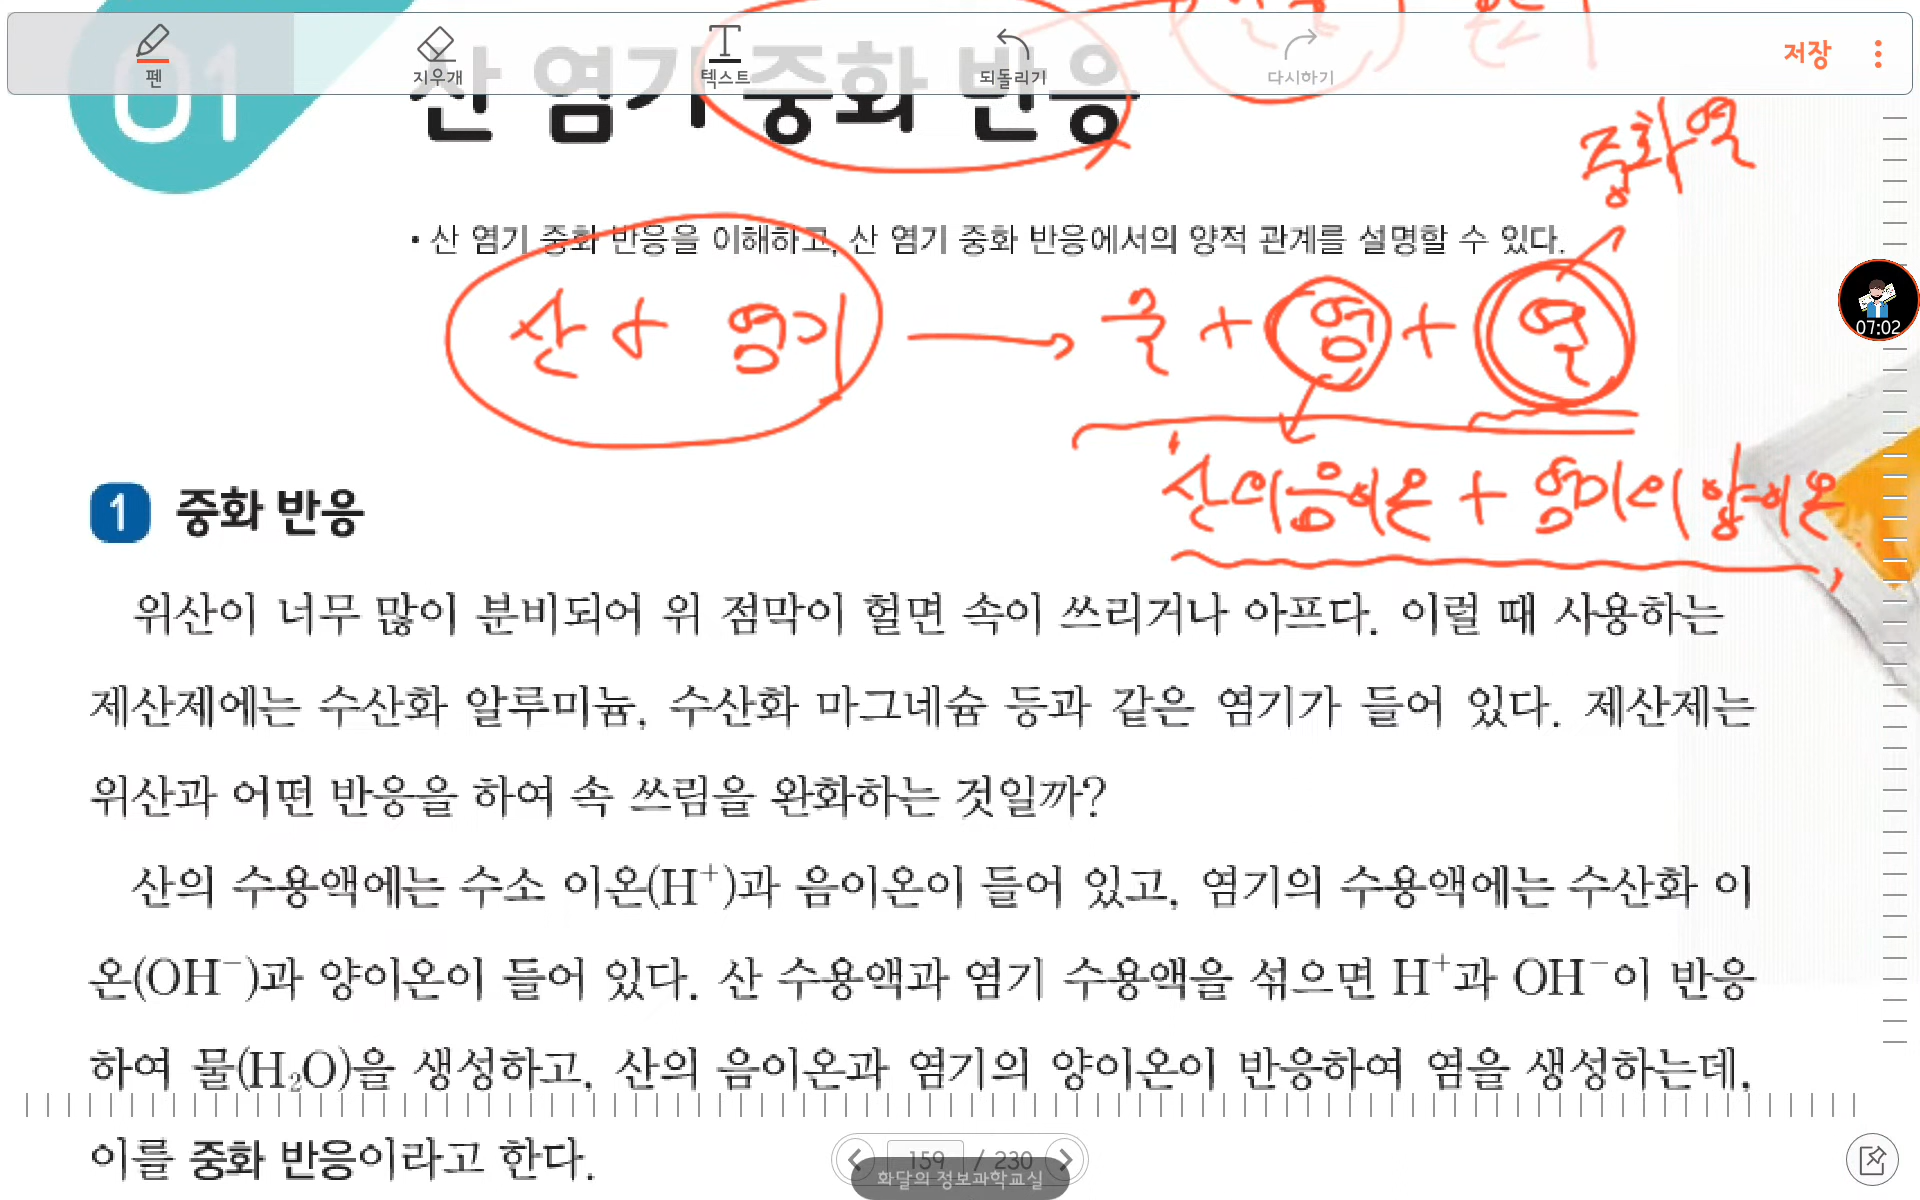 펜
지우개
텍스트
되돌리기
다시하기
저장
01
산 염기 중화 반응
중화열
• 산 염기 중화 반응을 이해하고, 산 염기 중화 반응에서의 양적 관계를 설명할 수 있다.
산 + 염기 → 물 + 염 + 열
07:02
산의음이온 + 염기의 양이온
1 중화 반응
위산이 너무 많이 분비되어 위 점막이 헐면 속이 쓰리거나 아프다. 이럴 때 사용하는
제산제에는 수산화 알루미늄, 수산화 마그네슘 등과 같은 염기가 들어 있다. 제산제는
위산과 어떤 반응을 하여 속 쓰림을 완화하는 것일까?
산의 수용액에는 수소 이온(H⁺)과 음이온이 들어 있고, 염기의 수용액에는 수산화 이
온(OH⁻)과 양이온이 들어 있다. 산 수용액과 염기 수용액을 섞으면 H⁺과 OH⁻이 반응
하여 물(H₂O)을 생성하고, 산의 음이온과 염기의 양이온이 반응하여 염을 생성하는데,
이를 중화 반응이라고 한다.
159 / 230
화달의 정보과학교실